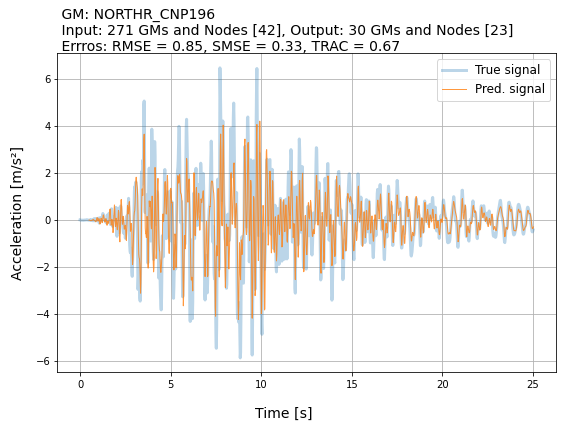 GM: NORTHR_CNP196
Input: 271 GMs and Nodes [42], Output: 30 GMs and Nodes [23]
Errros: RMSE = 0.85, SMSE = 0.33, TRAC = 0.67
True signal
Pred. signal
Acceleration [m/s²]
6
4
2
0
−2
−4
−6
0 5 10 15 20 25
Time [s]